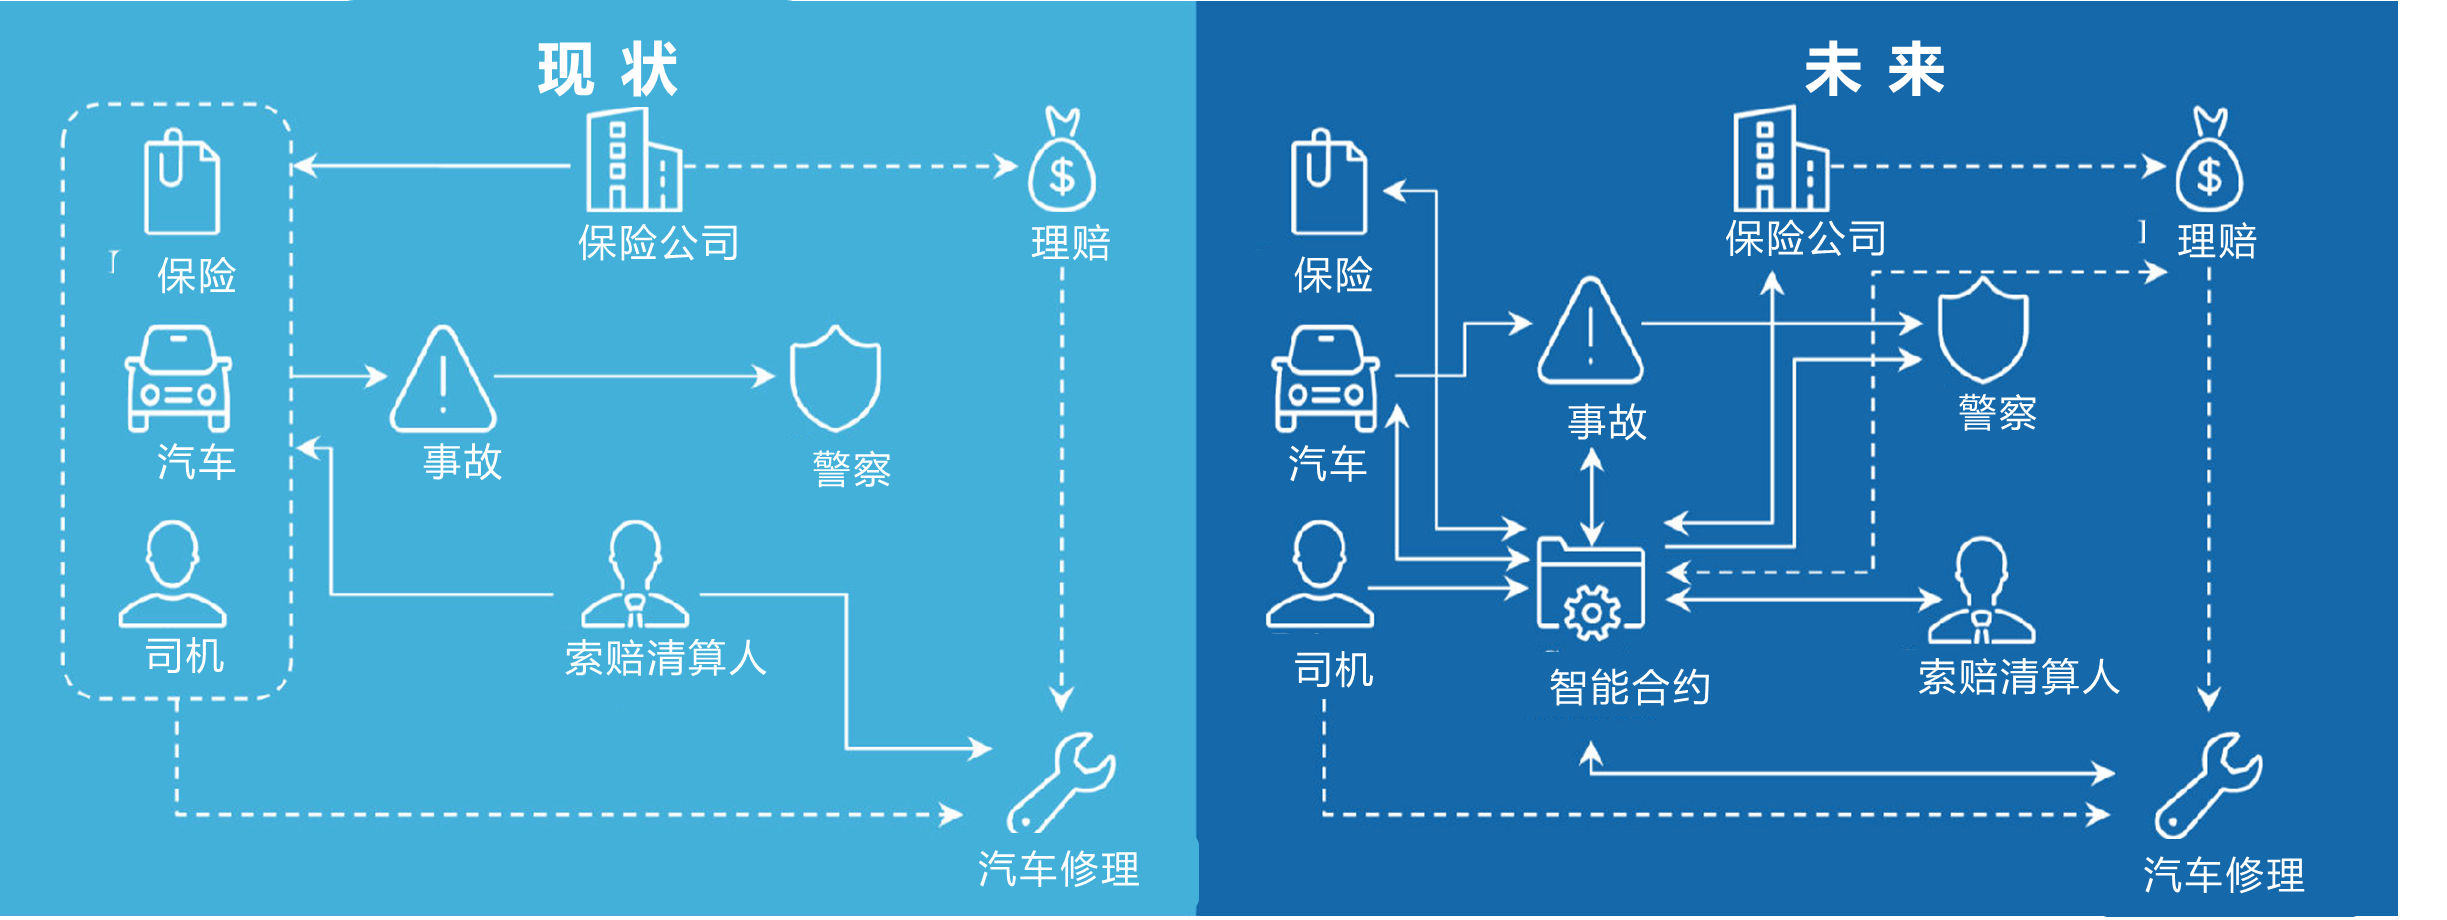 现状
保险公司
理赔
保险
汽车
事故
警察
司机
索赔清算人
汽车修理
未来
保险公司
理赔
保险
汽车
事故
警察
司机
智能合约
索赔清算人
汽车修理
$
$